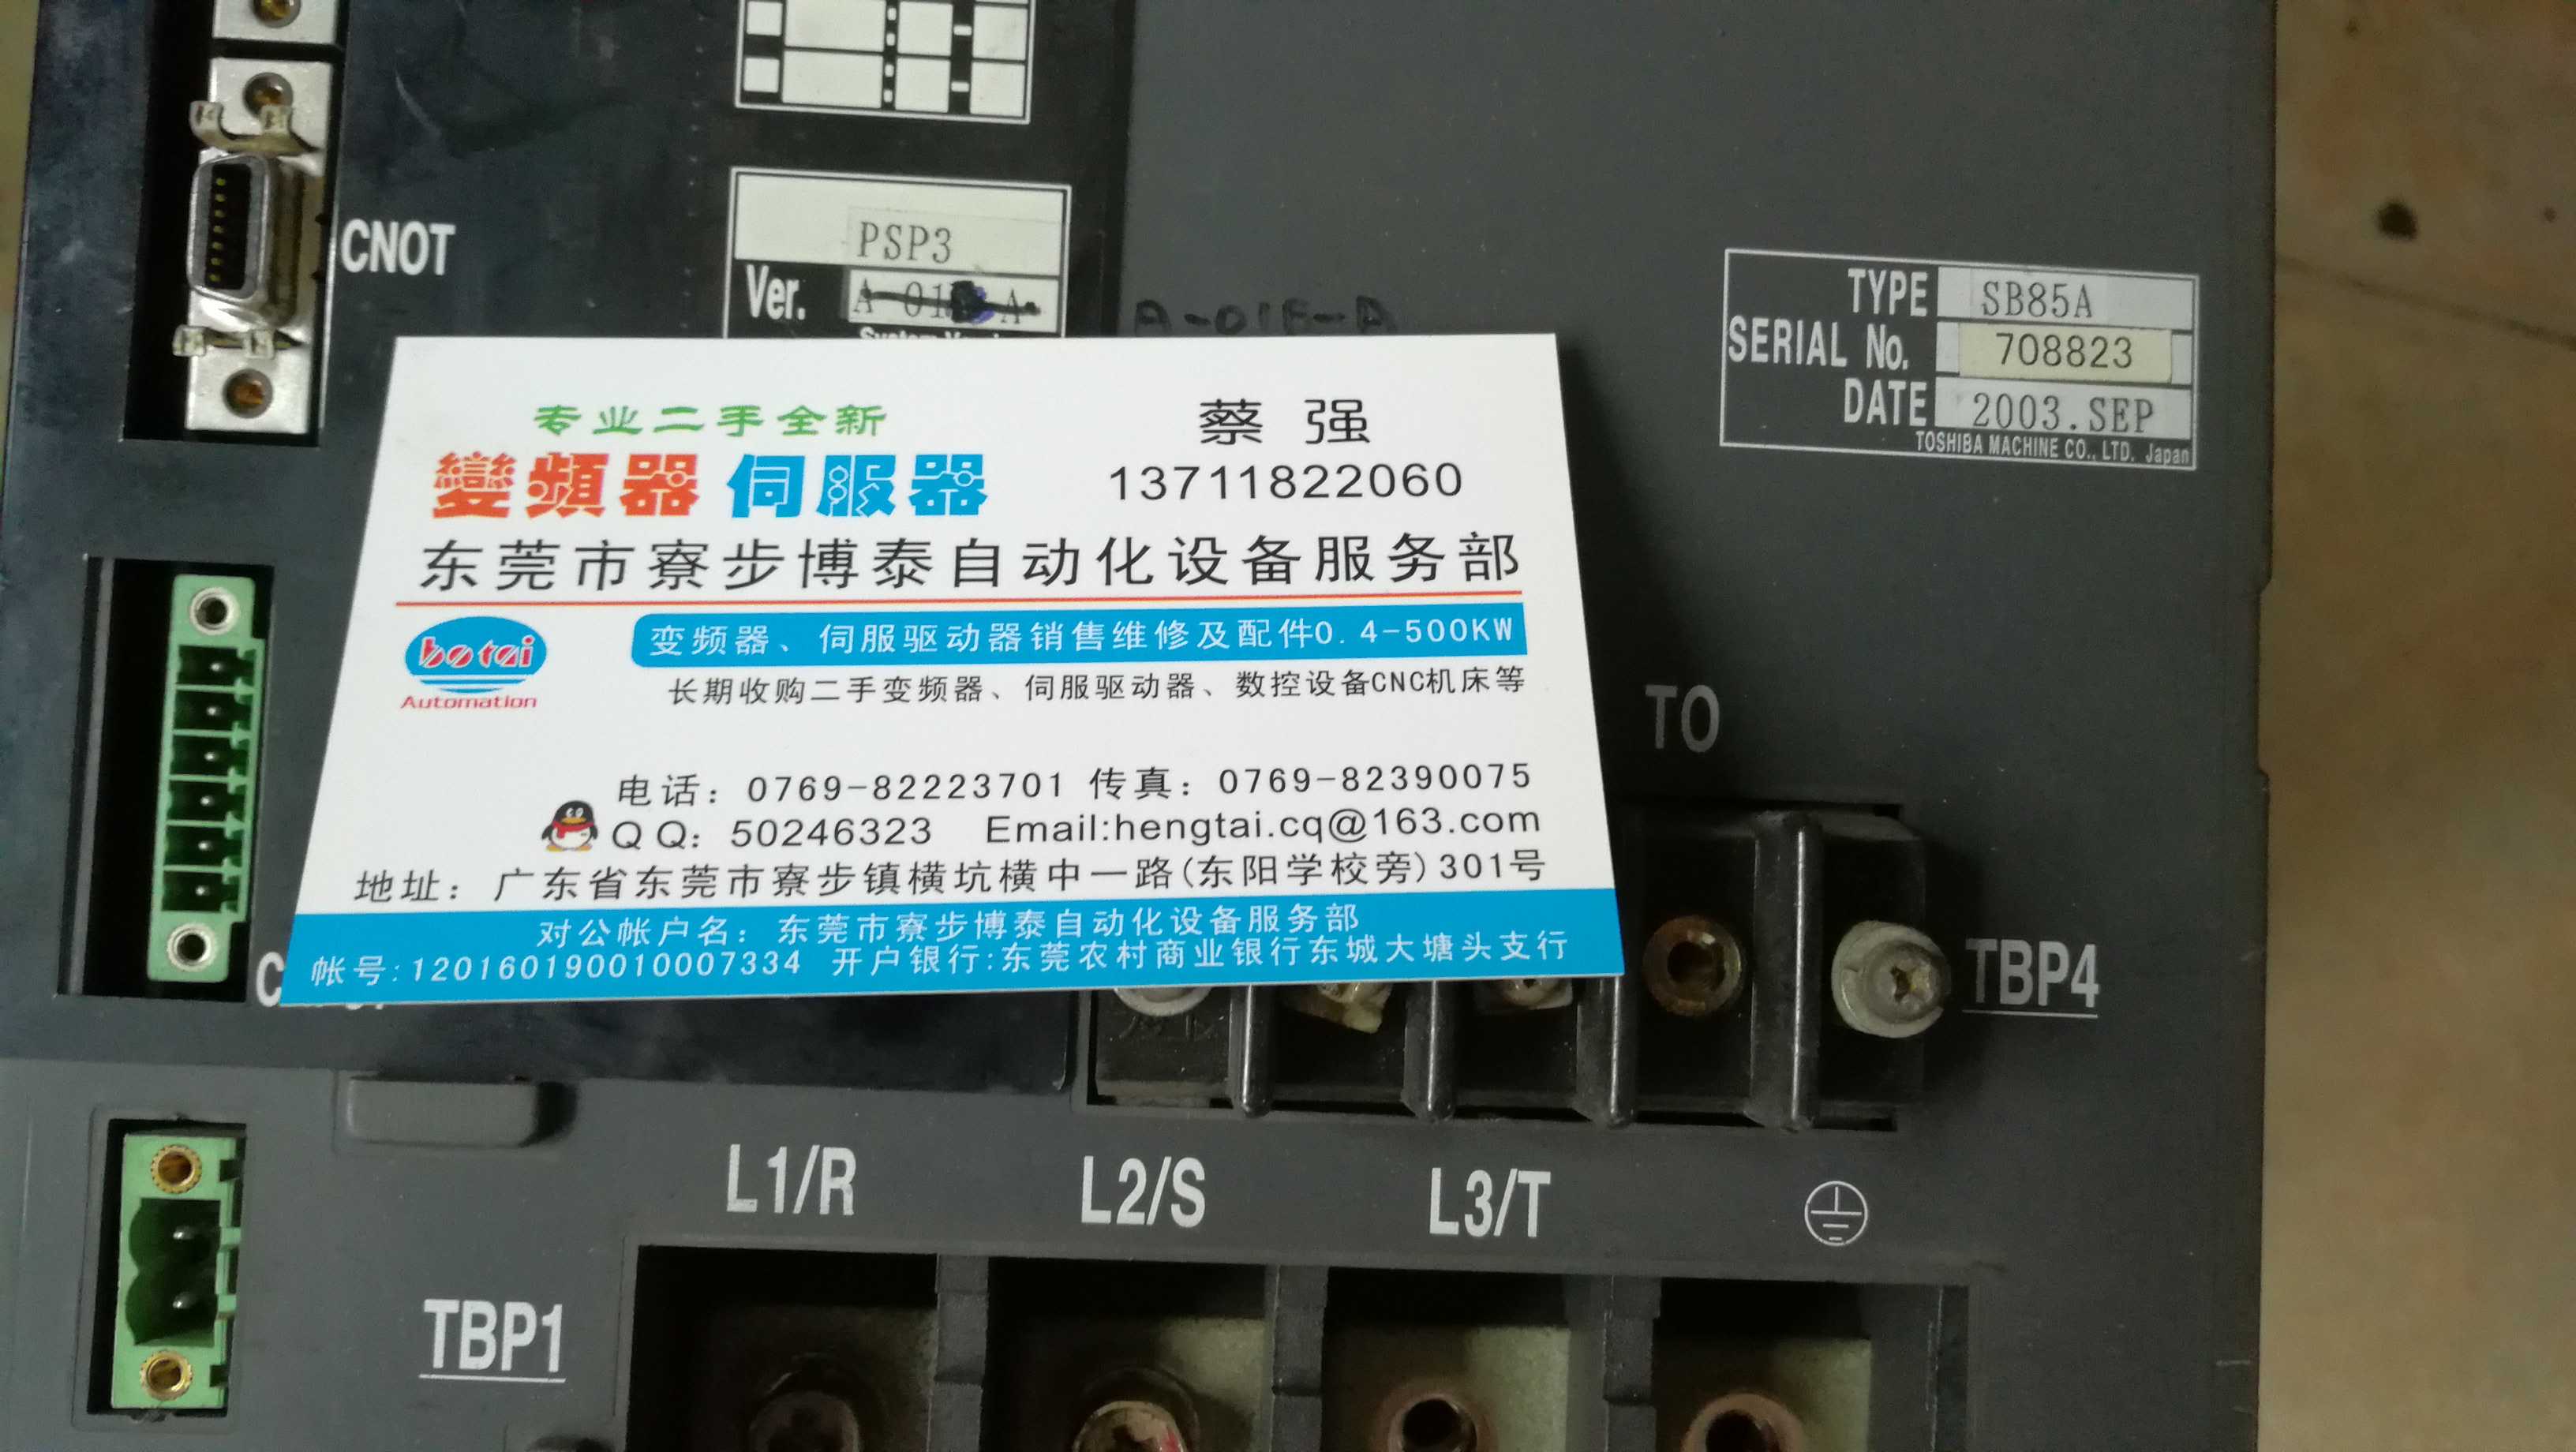 CNOT
PSP3
Ver. A-01 A
A-01F-A
TYPE SB85A
SERIAL No. 708823
DATE 2003.SEP
TOSHIBA MACHINE CO., LTD. Japan
专业二手全新
變頻器 伺服器
蔡 强
13711822060
东莞市寮步博泰自动化设备服务部
botai
Automation
变频器、伺服驱动器销售维修及配件0.4-500KW
长期收购二手变频器、伺服驱动器、数控设备CNC机床等
电话：0769-82223701 传真：0769-82390075
QQ：50246323 Email:hengtai.cq@163.com
地址：广东省东莞市寮步镇横坑横中一路(东阳学校旁)301号
对公帐户名：东莞市寮步博泰自动化设备服务部
帐号:120160190010007334 开户银行:东莞农村商业银行东城大塘头支行
TO
TBP4
L1/R
L2/S
L3/T
TBP1